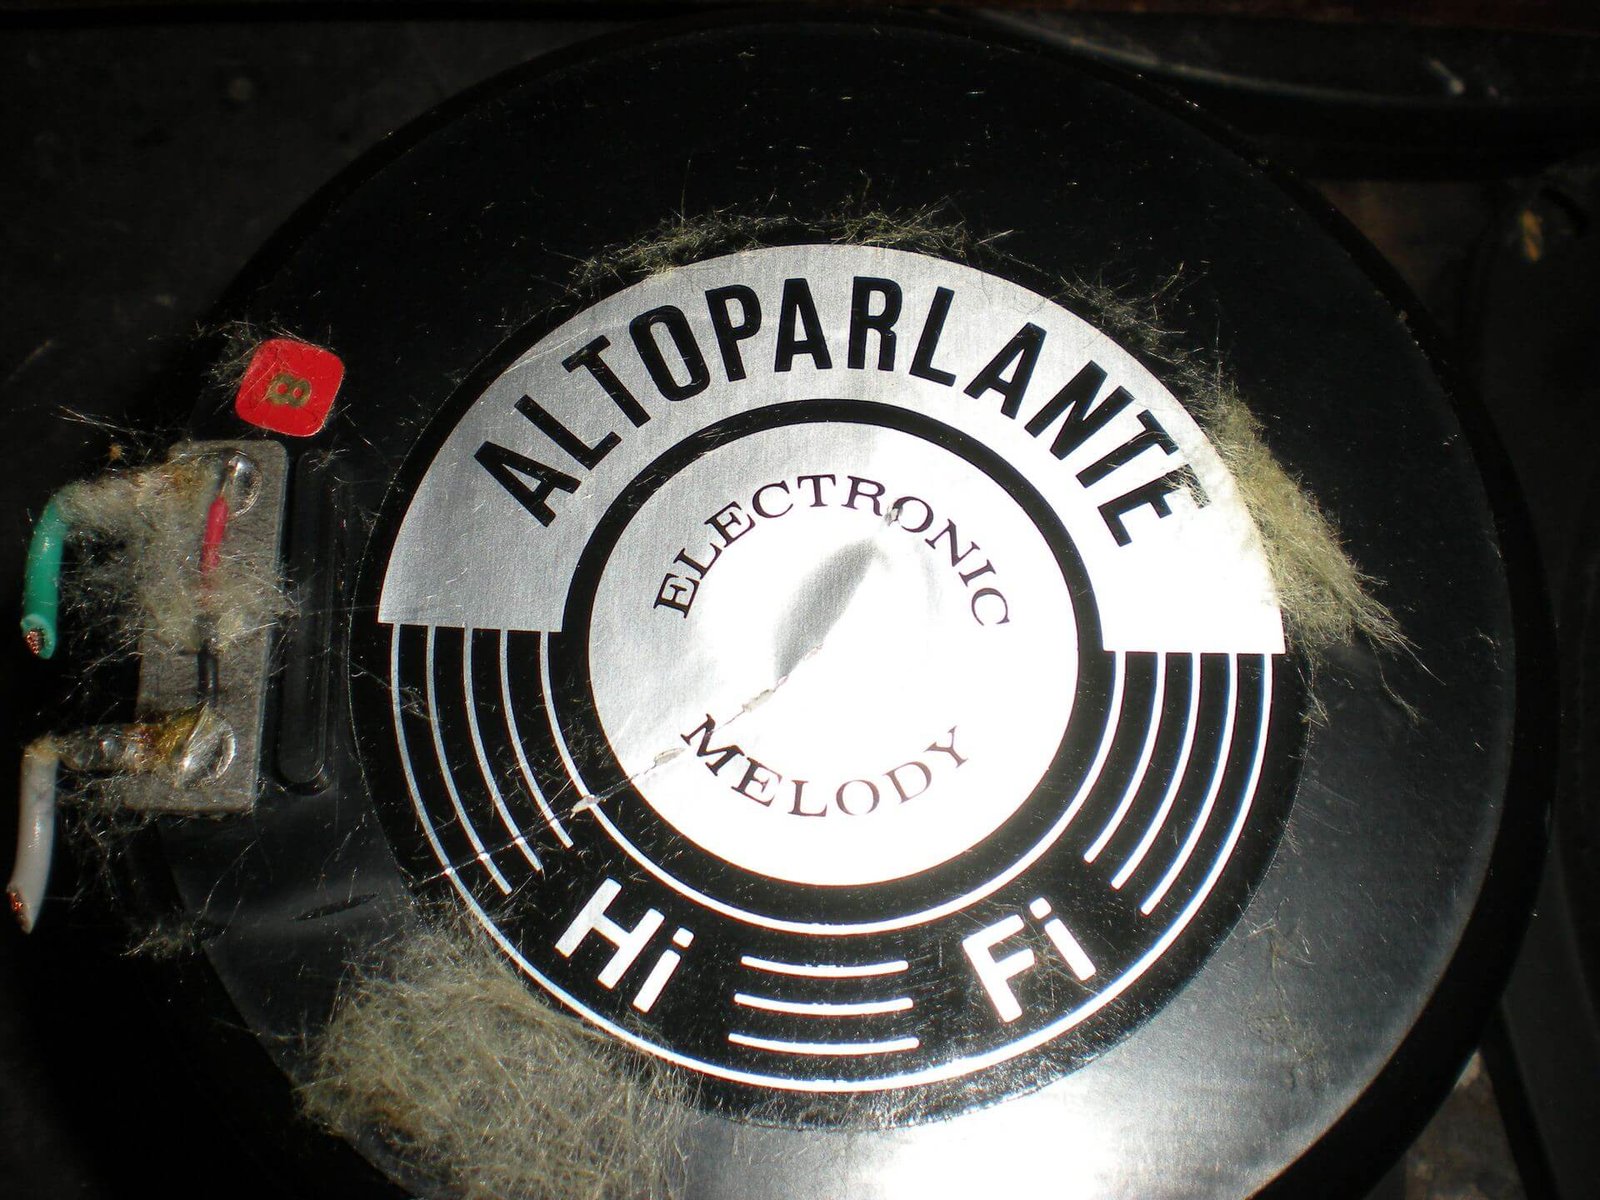 8
ALTOPARLANTE
ELECTRONIC
MELODY
Hi Fi